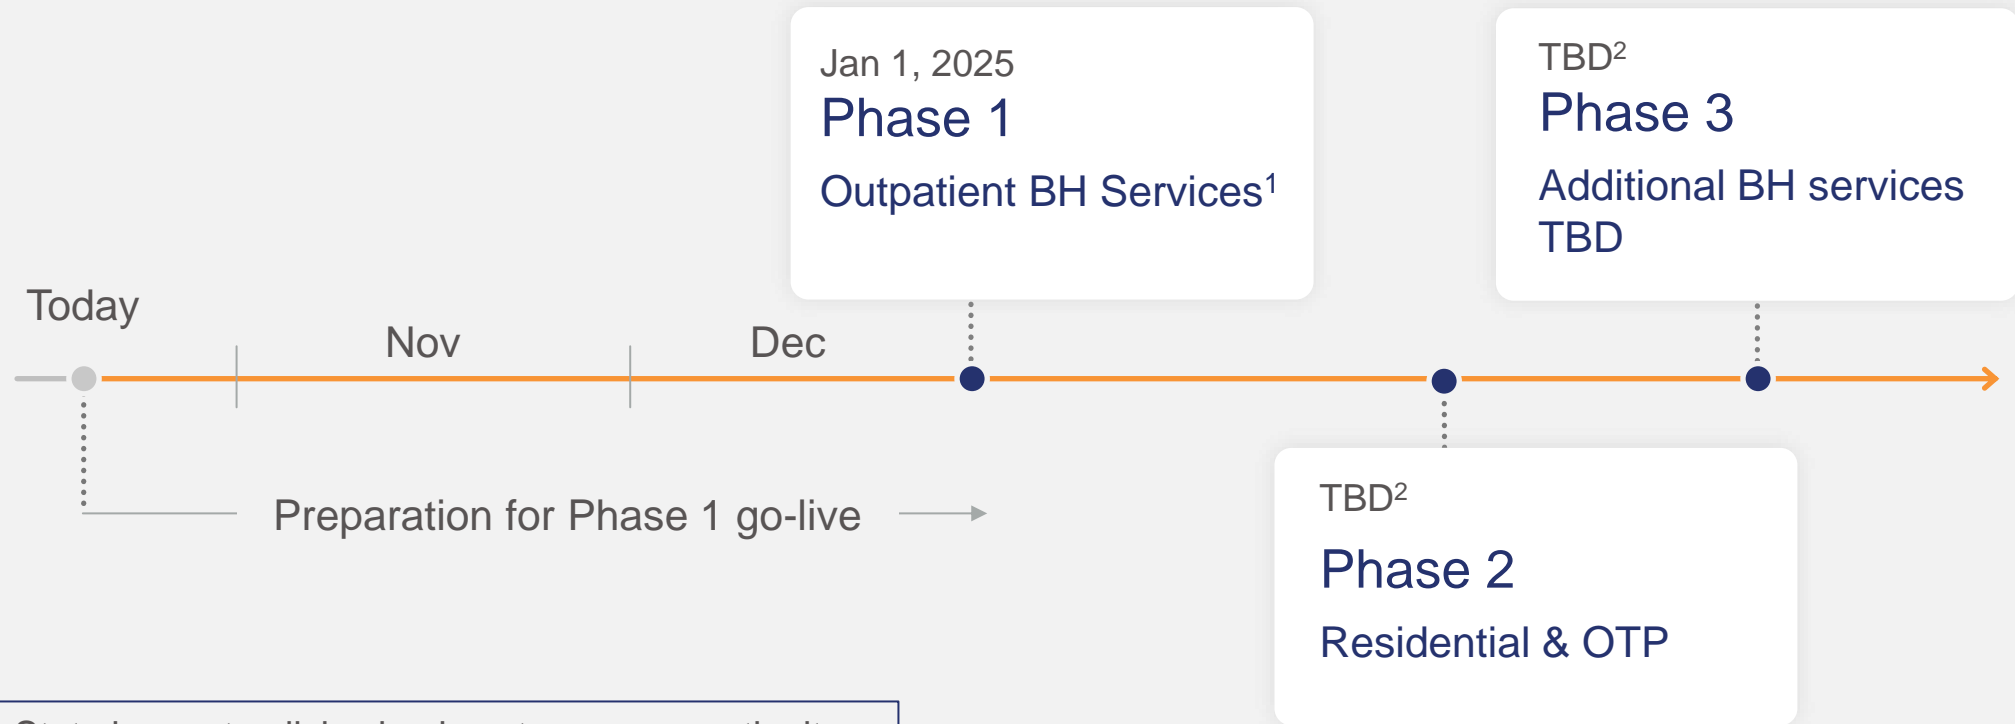 Jan 1, 2025
Phase 1
Outpatient BH Services¹
TBD²
Phase 3
Additional BH services
TBD
Today
Nov
Dec
Preparation for Phase 1 go-live
TBD²
Phase 2
Residential & OTP